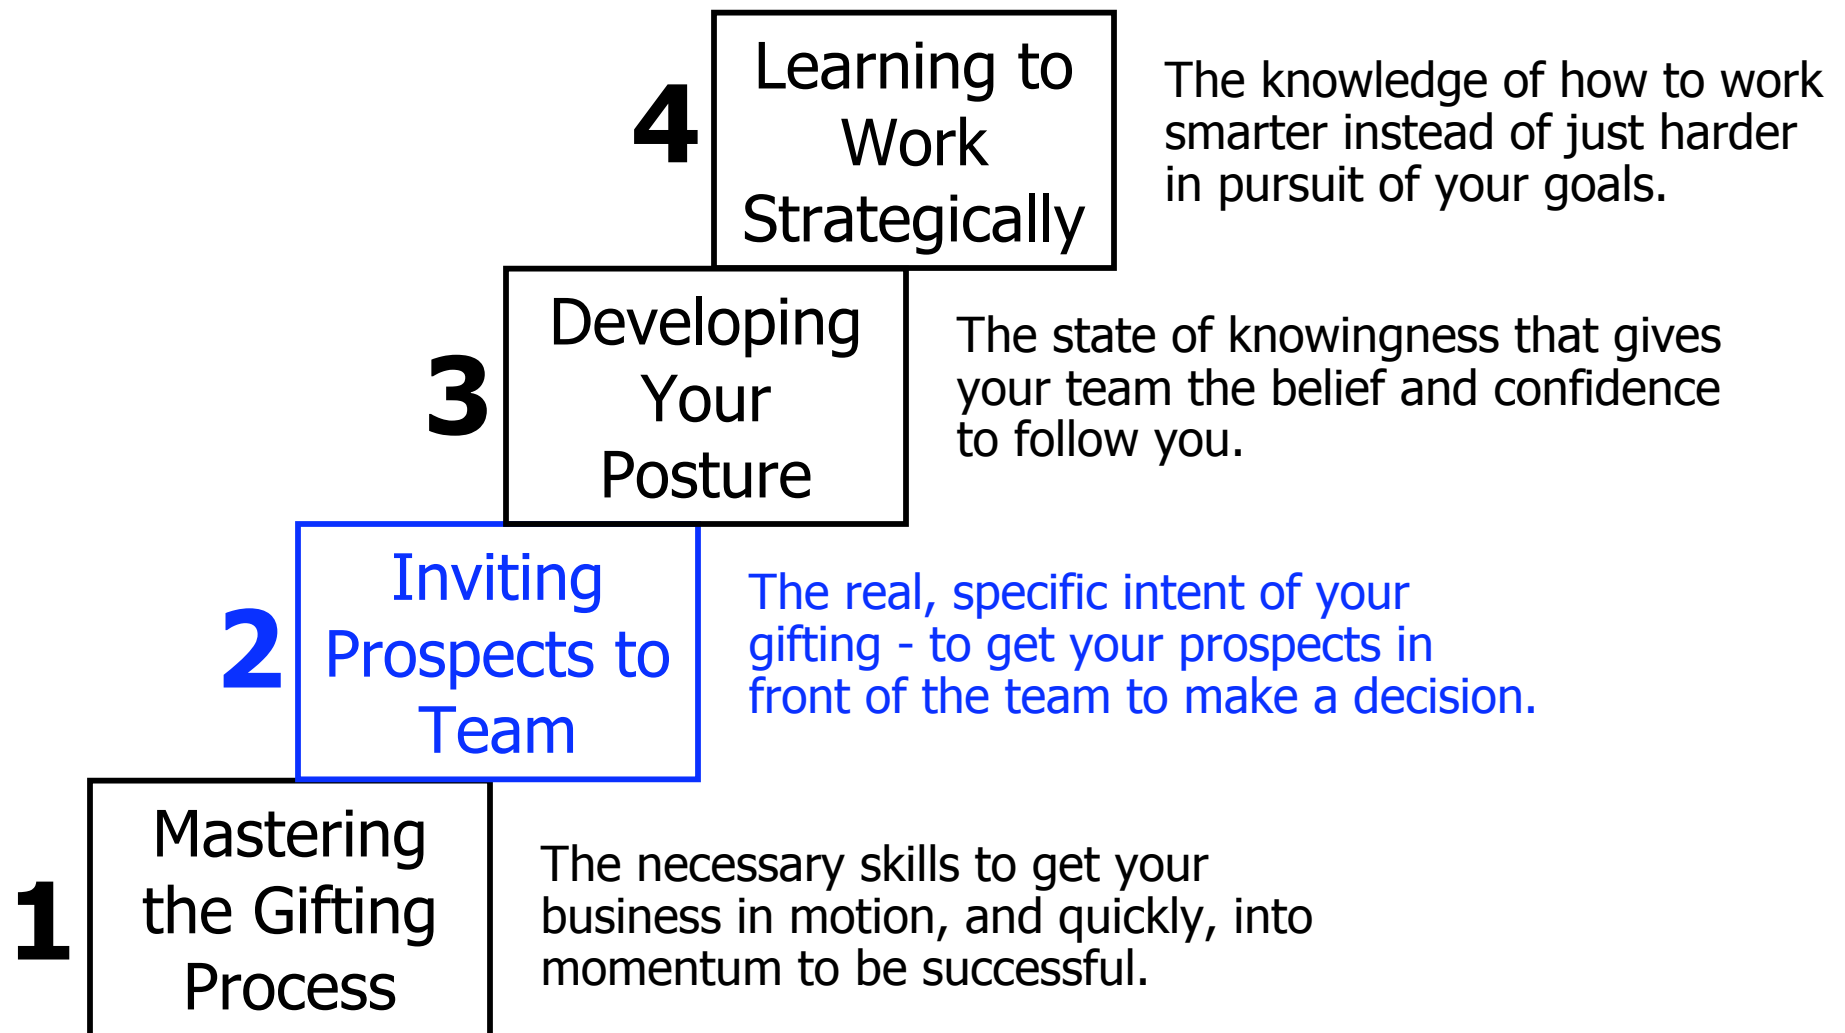 4
Learning to
Work
Strategically
The knowledge of how to work
smarter instead of just harder
in pursuit of your goals.
3
Developing
Your
Posture
The state of knowingness that gives
your team the belief and confidence
to follow you.
2
Inviting
Prospects to
Team
The real, specific intent of your
gifting - to get your prospects in
front of the team to make a decision.
1
Mastering
the Gifting
Process
The necessary skills to get your
business in motion, and quickly, into
momentum to be successful.